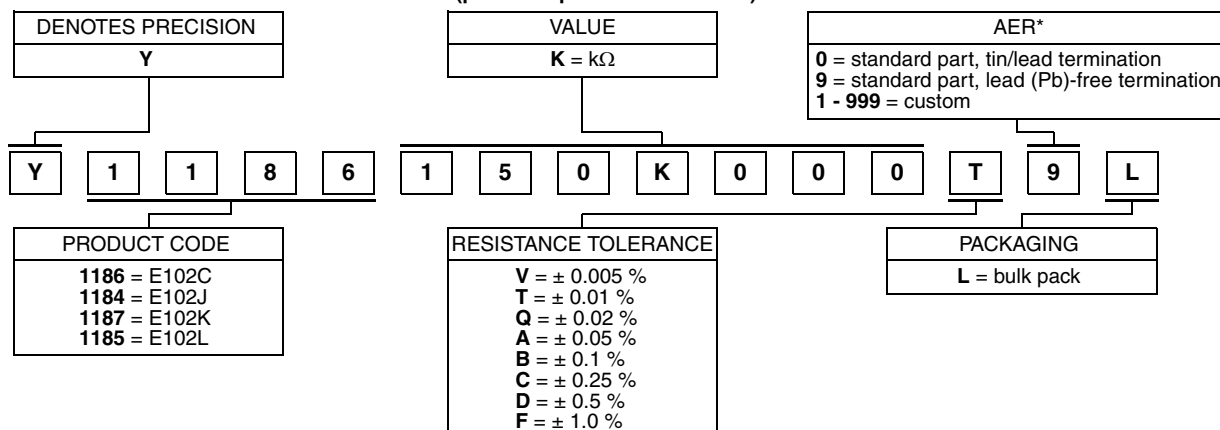 DENOTES PRECISION
Y
VALUE
K = kΩ
AER*
0 = standard part, tin/lead termination
9 = standard part, lead (Pb)-free termination
1 - 999 = custom
Y 1 1 8 6 1 5 0 K 0 0 0 T 9 L
PRODUCT CODE
1186 = E102C
1184 = E102J
1187 = E102K
1185 = E102L
RESISTANCE TOLERANCE
V = ± 0.005 %
T = ± 0.01 %
Q = ± 0.02 %
A = ± 0.05 %
B = ± 0.1 %
C = ± 0.25 %
D = ± 0.5 %
F = ± 1.0 %
PACKAGING
L = bulk pack